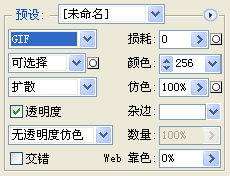 预设: [未命名]
GIF 损耗: 0
可选择 颜色: 256
扩散 仿色: 100%
透明度 杂边:
无透明度仿色 数量: 100%
交错 Web 靠色: 0%